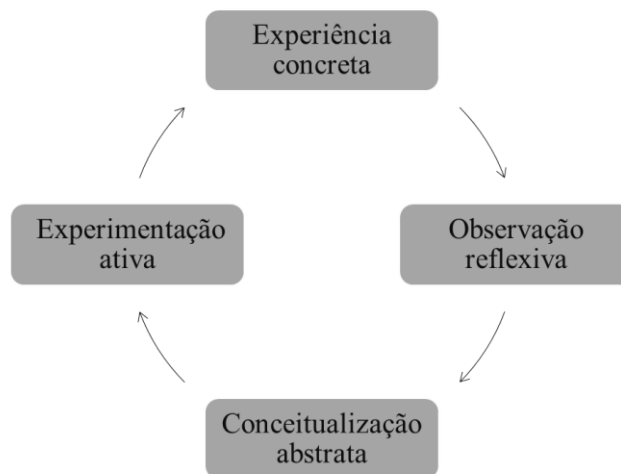 Experiência
concreta
Experimentação
ativa
Observação
reflexiva
Conceitualização
abstrata